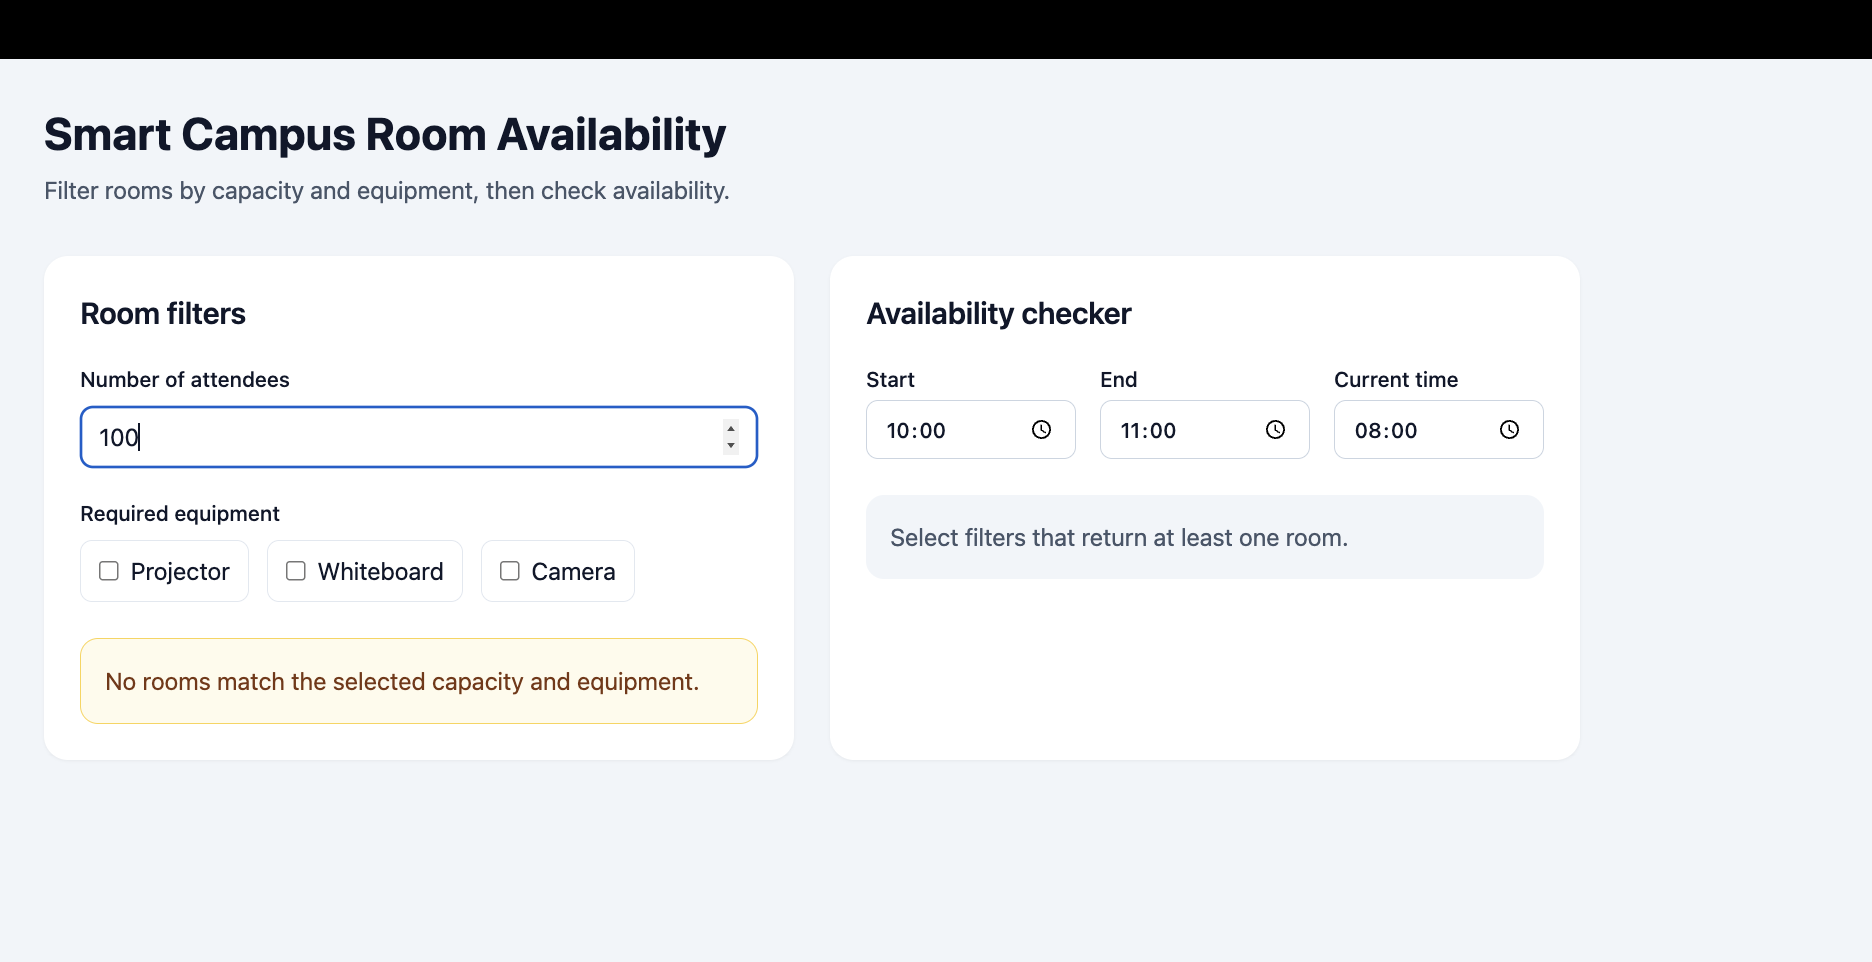 Smart Campus Room Availability
Filter rooms by capacity and equipment, then check availability.
Room filters
Number of attendees
100
Required equipment
Projector
Whiteboard
Camera
No rooms match the selected capacity and equipment.
Availability checker
Start
End
Current time
10:00
11:00
08:00
Select filters that return at least one room.